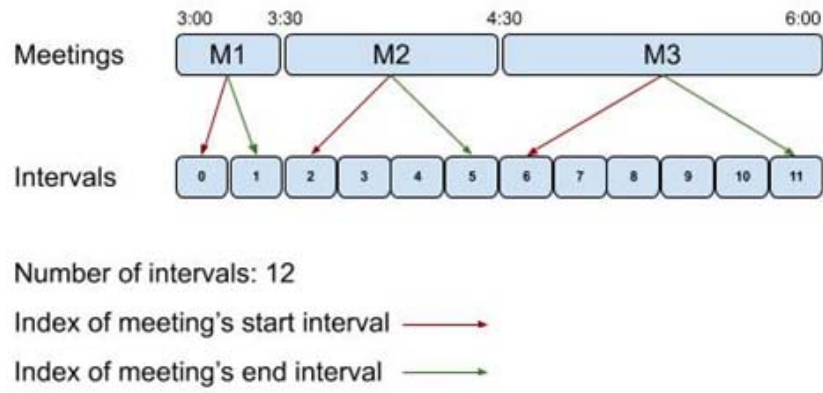 3:00 3:30 4:30 6:00
Meetings M1 M2 M3
Intervals 0 1 2 3 4 5 6 7 8 9 10 11
Number of intervals: 12
Index of meeting's start interval
Index of meeting's end interval